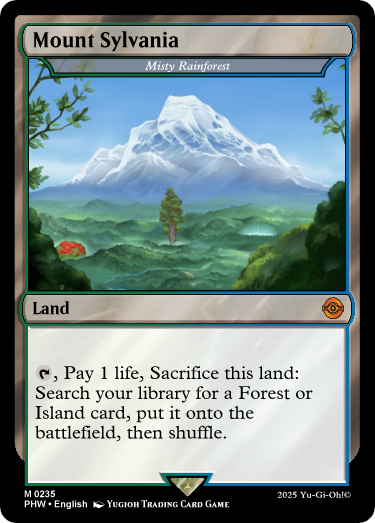 Mount Sylvania
Misty Rainforest
Land
, Pay 1 life, Sacrifice this land:
Search your library for a Forest or
Island card, put it onto the
battlefield, then shuffle.
M 0235
PHW • English YUGIOH TRADING CARD GAME
2025 Yu-Gi-Oh!©